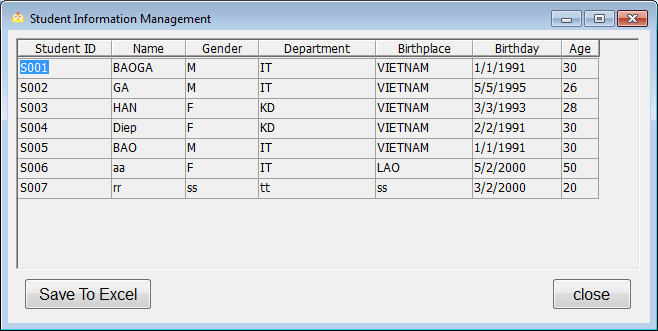 Student Information Management
Student ID Name Gender Department Birthplace Birthday Age
S001 BAOGA M IT VIETNAM 1/1/1991 30
S002 GA M IT VIETNAM 5/5/1995 26
S003 HAN F KD VIETNAM 3/3/1993 28
S004 Diep F KD VIETNAM 2/2/1991 30
S005 BAO M IT VIETNAM 1/1/1991 30
S006 aa F IT LAO 5/2/2000 50
S007 rr ss tt ss 3/2/2000 20
Save To Excel close